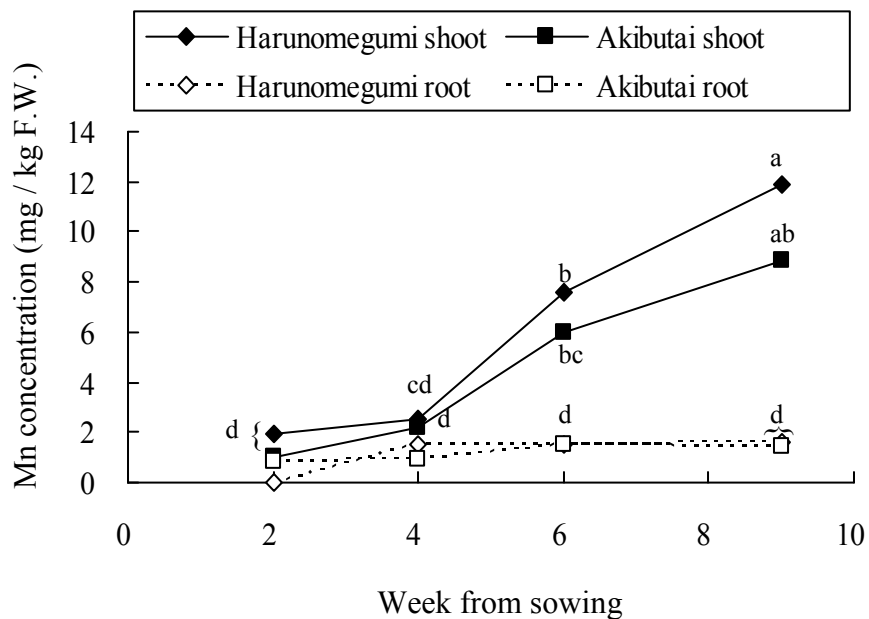 Harunomegumi shoot Akibutai shoot
Harunomegumi root Akibutai root
Mn concentration (mg / kg F.W.)
14
12
10
8
6
4
2
0
a
ab
b
bc
cd
d
d
d
d
0 2 4 6 8 10
Week from sowing